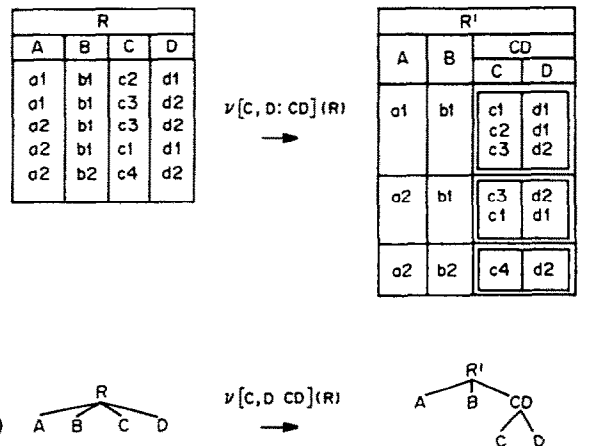 R
A B C D
a1 b1 c2 d1
a1 b1 c3 d2
a2 b1 c3 d2
a2 b1 c1 d1
a2 b2 c4 d2
ν[C, D: CD](R)
R'
A B CD
C D
a1 b1 c1 d1
c2 d1
c3 d2
a2 b1 c3 d2
c1 d1
a2 b2 c4 d2
)
R
A B C D
ν[C,D CD](R)
R'
A B CD
C D